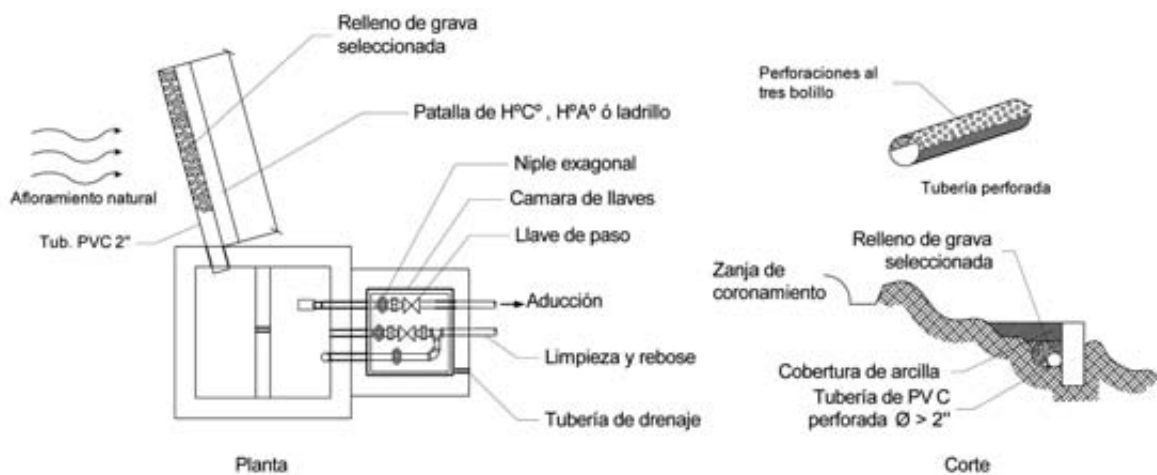 Relleno de grava
seleccionada
Patalla de HºCº , HºAº ó ladrillo
Niple exagonal
Camara de llaves
Llave de paso
Afloramiento natural
Tub. PVC 2"
Aducción
Limpieza y rebose
Tubería de drenaje
Planta
Perforaciones al
tres bolillo
Tubería perforada
Relleno de grava
seleccionada
Zanja de
coronamiento
Cobertura de arcilla
Tubería de PV C
perforada Ø > 2"
Corte